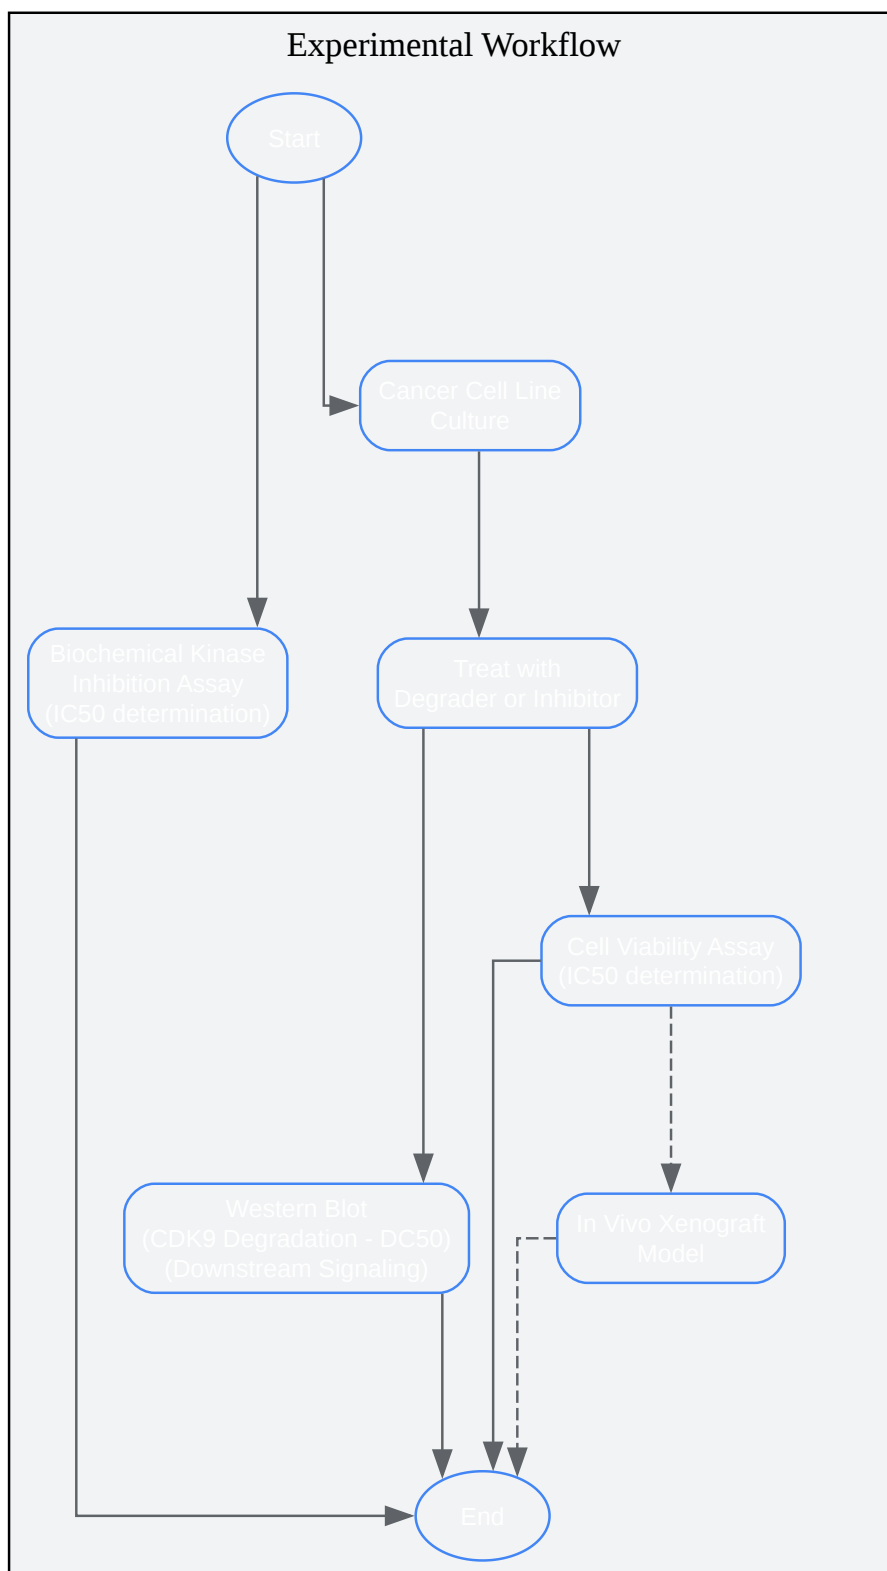 Experimental Workflow
Start
Cancer Cell Line
Culture
Biochemical Kinase
Inhibition Assay
(IC50 determination)
Treat with
Degrader or Inhibitor
Cell Viability Assay
(IC50 determination)
Western Blot
(CDK9 Degradation - DC50)
(Downstream Signaling)
In Vivo Xenograft
Model
End